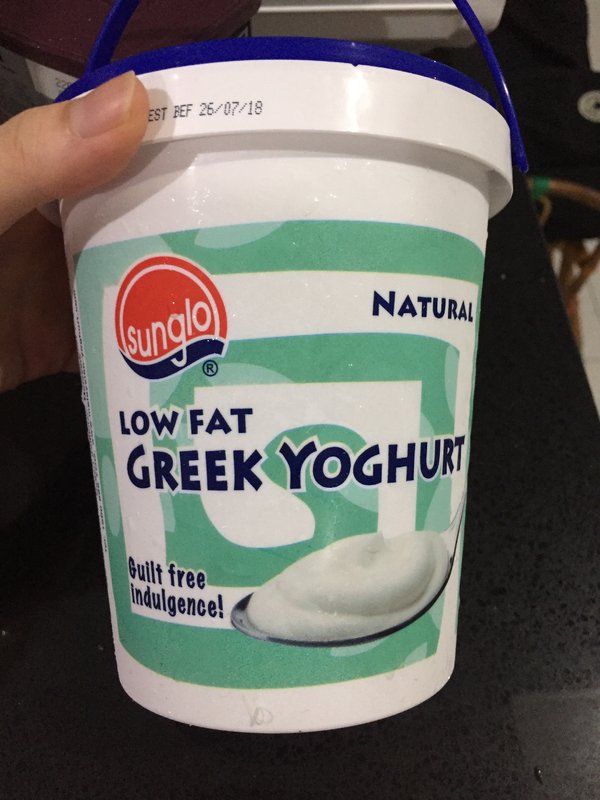 EST BEF 26/07/18
sunglo
®
NATURAL
LOW FAT
GREEK YOGHURT
Guilt free
indulgence!